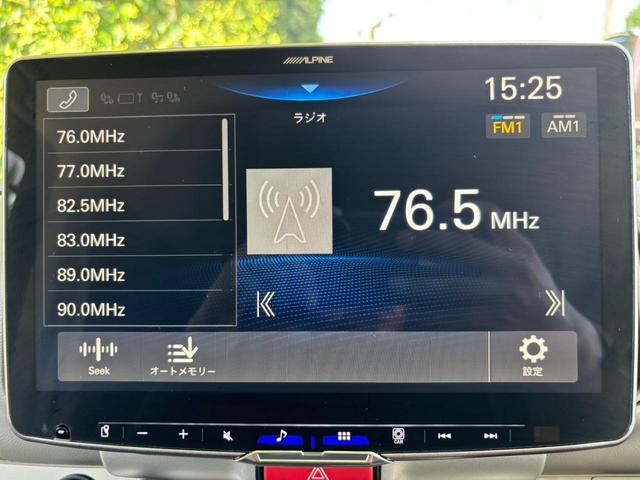 ALPINE
15:25
ラジオ
FM1 AM1
76.0MHz
77.0MHz
82.5MHz
83.0MHz
89.0MHz
90.0MHz
76.5 MHz
Seek
オートメモリー
設定
CAR